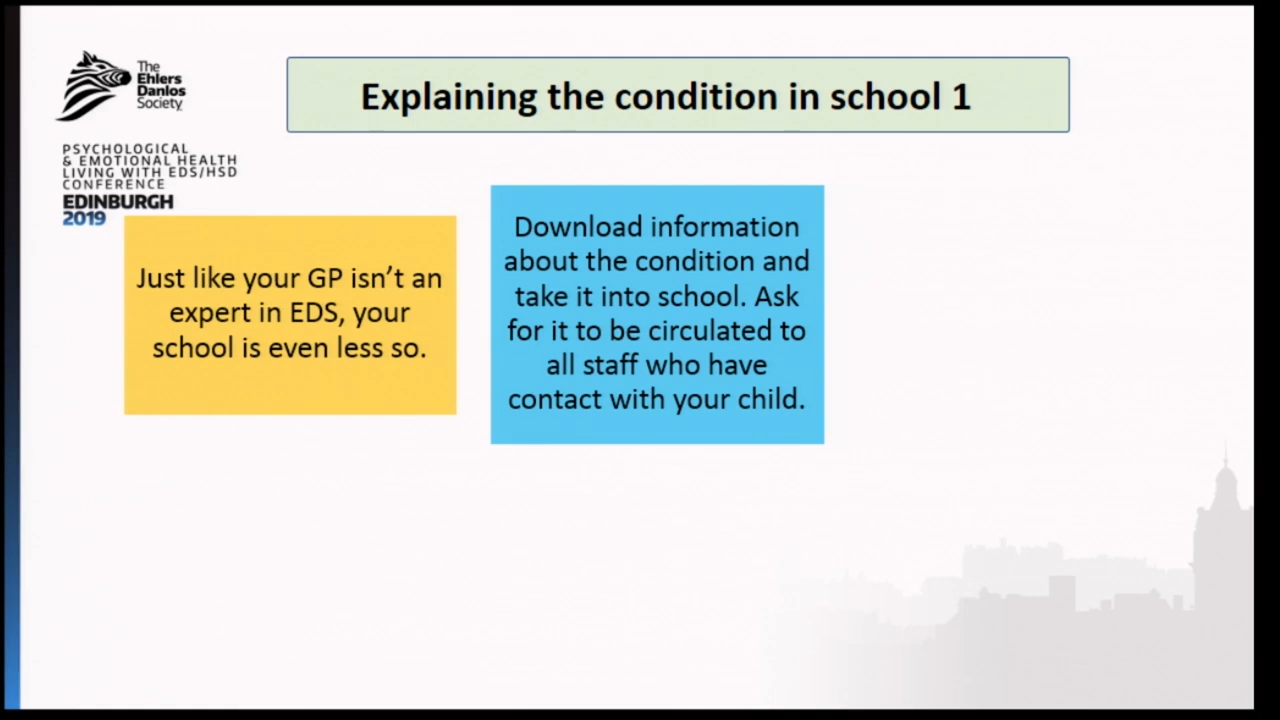 The
Ehlers
Danlos
Society
PSYCHOLOGICAL
& EMOTIONAL HEALTH
LIVING WITH EDS/HSD
CONFERENCE
EDINBURGH
2019
Explaining the condition in school 1
Just like your GP isn’t an
expert in EDS, your
school is even less so.
Download information
about the condition and
take it into school. Ask
for it to be circulated to
all staff who have
contact with your child.